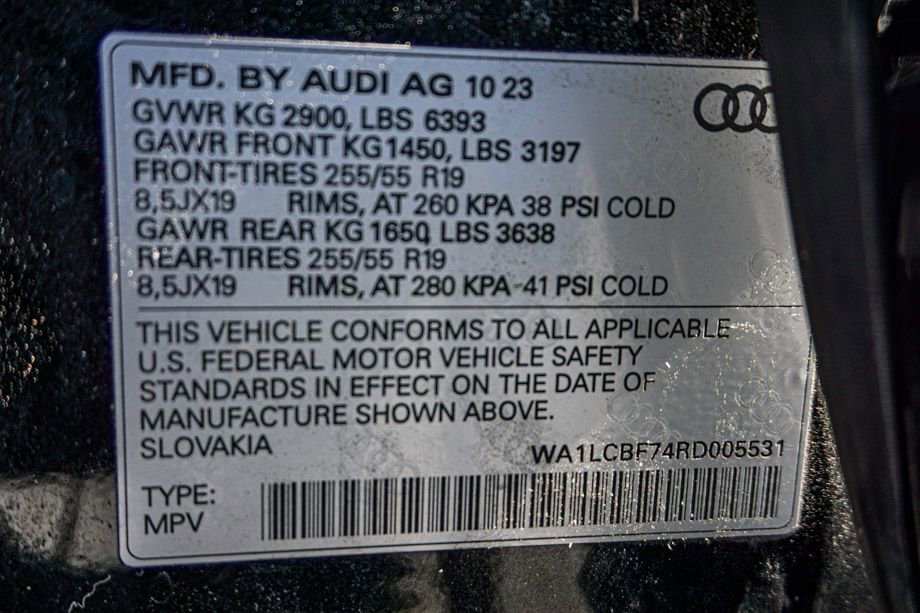 MFD. BY AUDI AG 10 23
GVWR KG 2900, LBS 6393
GAWR FRONT KG1450, LBS 3197
FRONT-TIRES 255/55 R19
8,5JX19 RIMS, AT 260 KPA 38 PSI COLD
GAWR REAR KG 1650, LBS 3638
REAR-TIRES 255/55 R19
8,5JX19 RIMS, AT 280 KPA 41 PSI COLD
THIS VEHICLE CONFORMS TO ALL APPLICABLE
U.S. FEDERAL MOTOR VEHICLE SAFETY
STANDARDS IN EFFECT ON THE DATE OF
MANUFACTURE SHOWN ABOVE.
SLOVAKIA WA1LCBF74RD005531
TYPE:
MPV